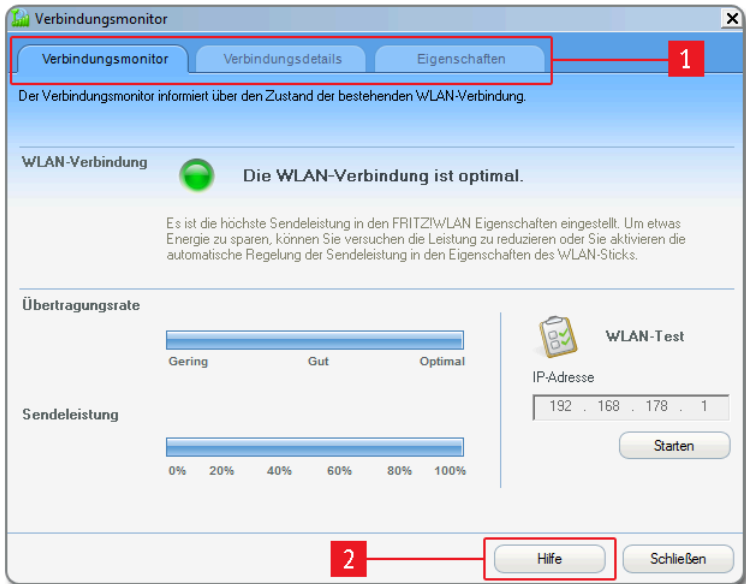 Verbindungsmonitor
Verbindungsmonitor Verbindungsdetails Eigenschaften
1
Der Verbindungsmonitor informiert über den Zustand der bestehenden WLAN-Verbindung.
WLAN-Verbindung
Die WLAN-Verbindung ist optimal.
Es ist die höchste Sendeleistung in den FRITZ!WLAN Eigenschaften eingestellt. Um etwas
Energie zu sparen, können Sie versuchen die Leistung zu reduzieren oder Sie aktivieren die
automatische Regelung der Sendeleistung in den Eigenschaften des WLAN-Sticks.
Übertragungsrate
Gering Gut Optimal
Sendeleistung
0% 20% 40% 60% 80% 100%
WLAN-Test
IP-Adresse
192 . 168 . 178 . 1
Starten
2
Hilfe
Schließen